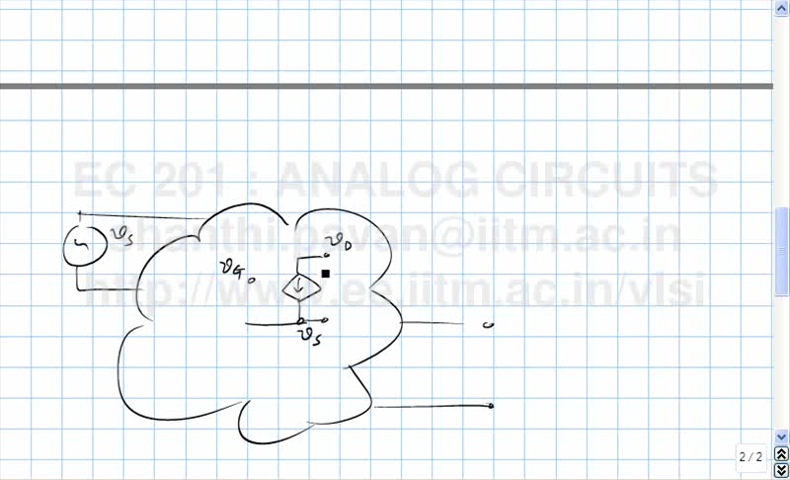 EC 201 : ANALOG CIRCUITS
shanthi.pavan@iitm.ac.in
http://www.ee.iitm.ac.in/vlsi
vs
vD
vG
vs
2 / 2